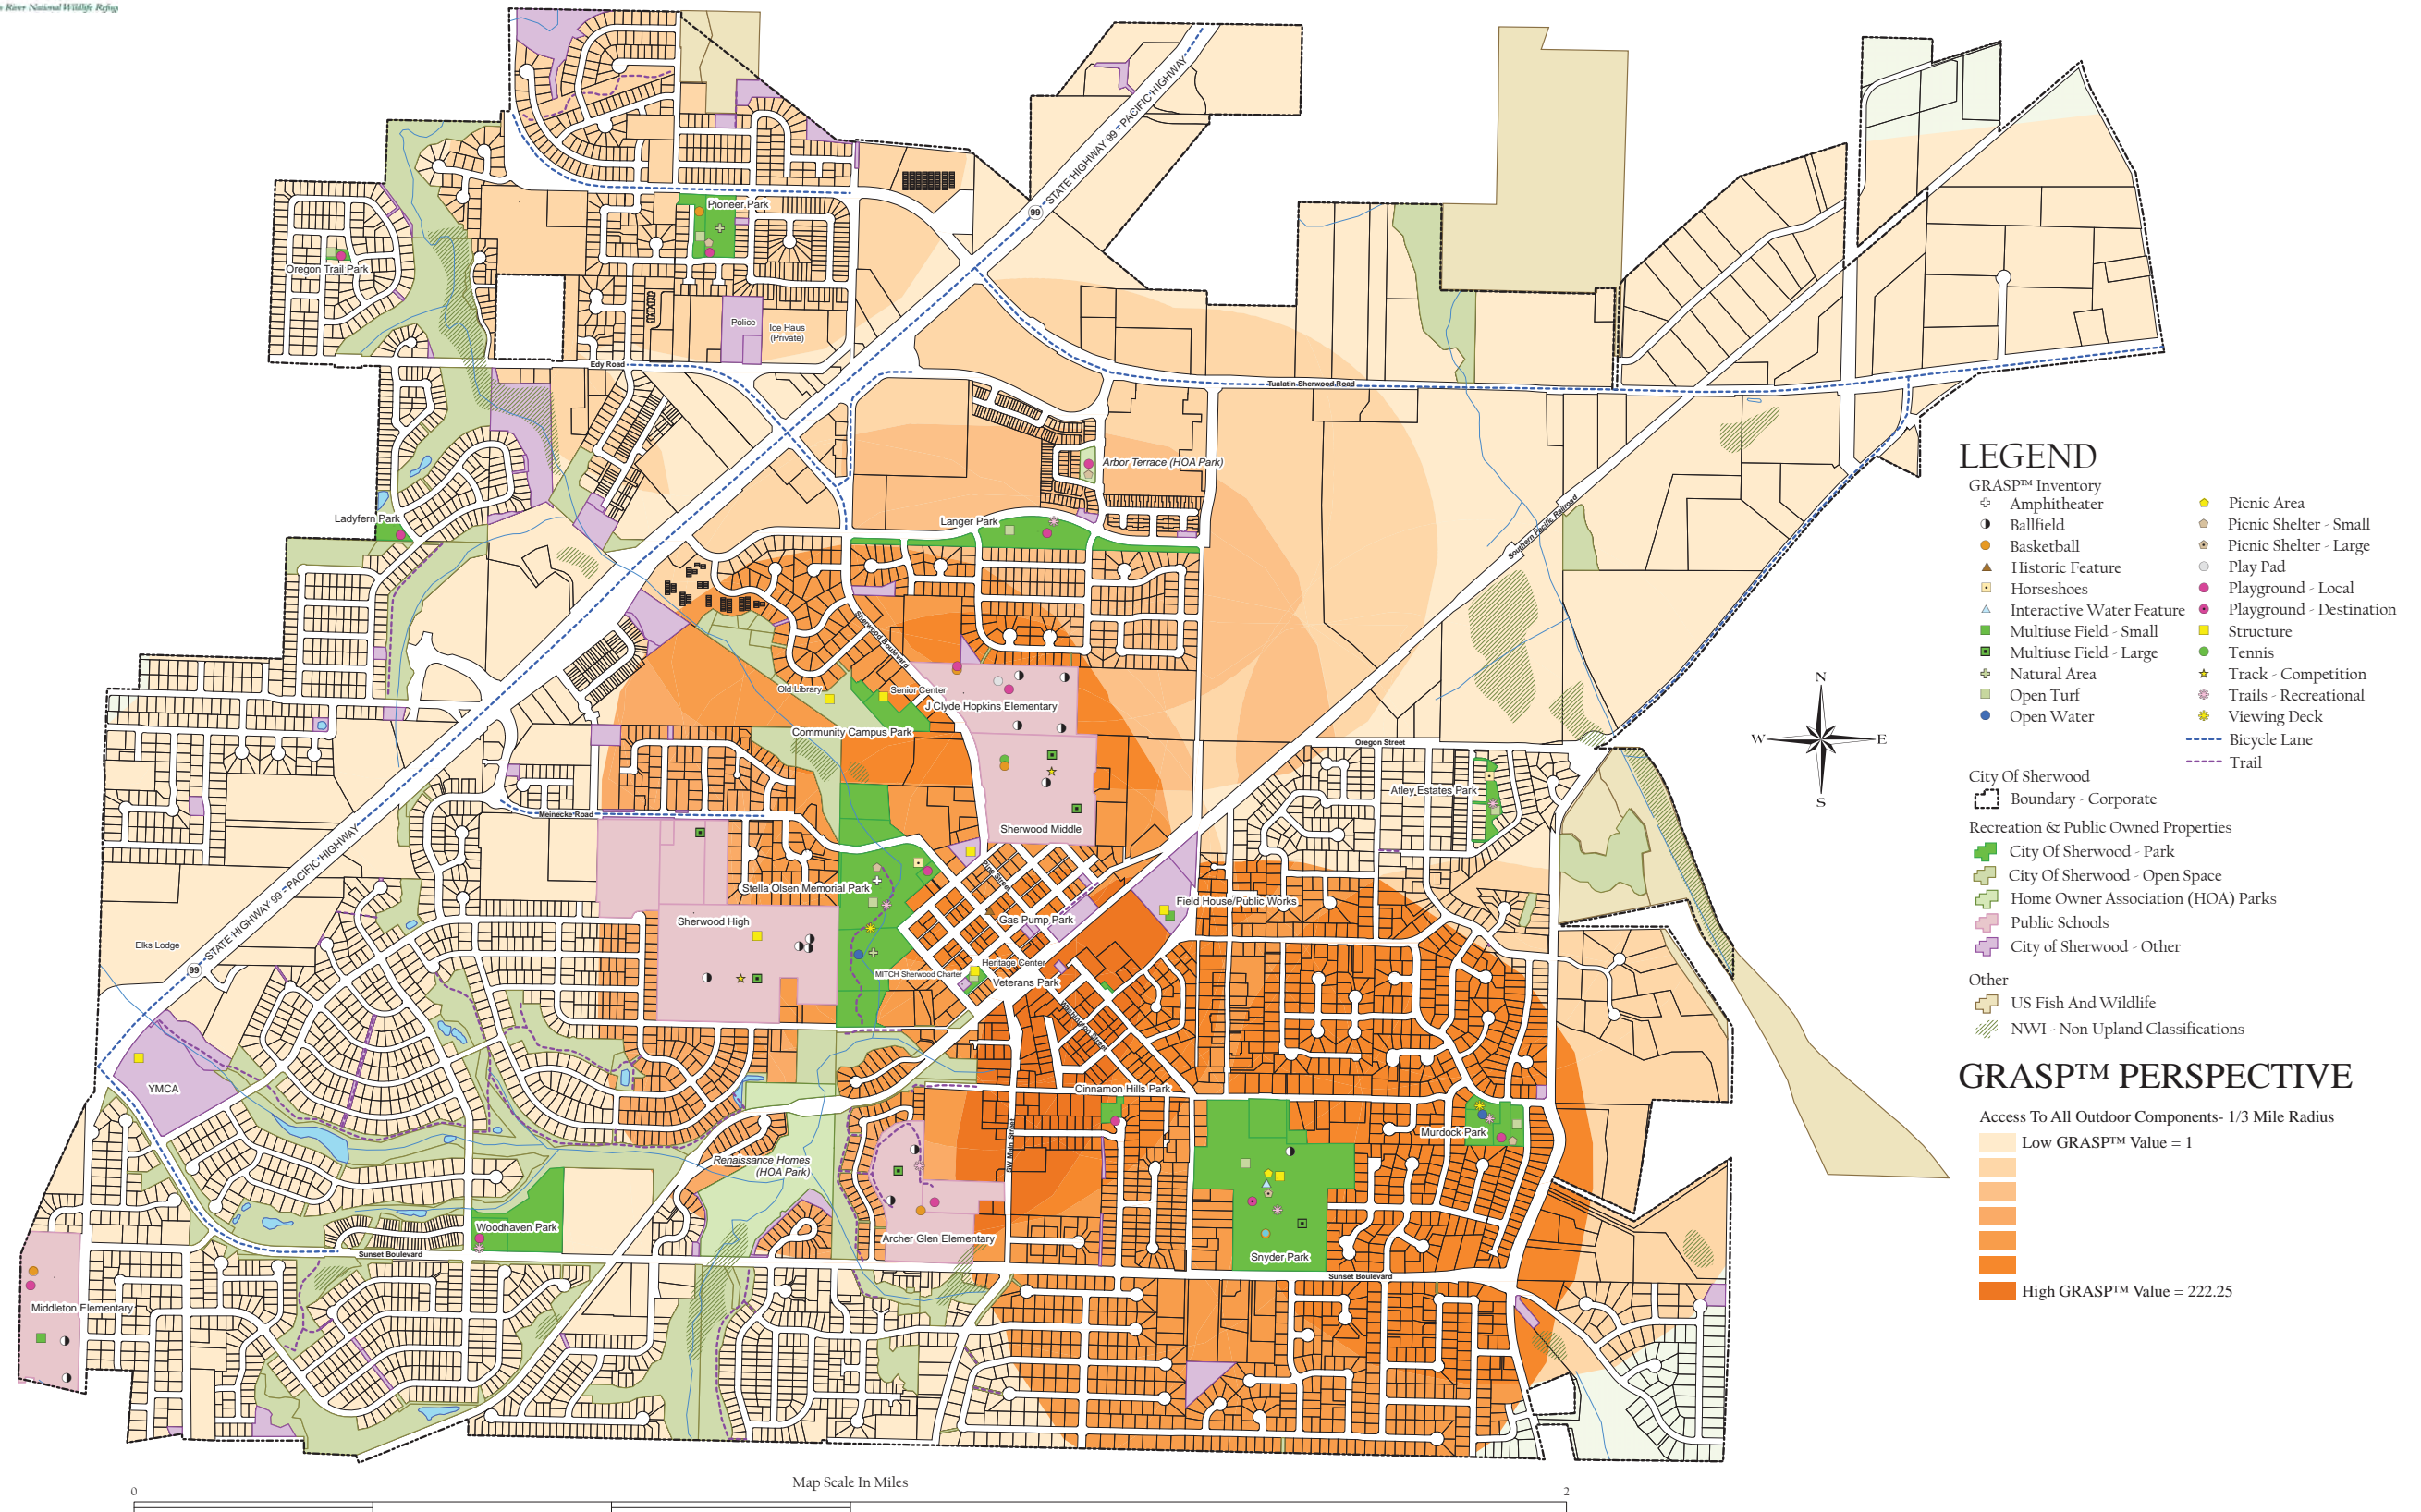 River National Wildlife Refug
STATE HIGHWAY 99 - PACIFIC HIGHWAY
99
Pioneer Park
Oregon Trail Park
Police
Ice Haus
(Private)
Edy Road
Tualatin-Sherwood Road
Arbor Terrace (HOA Park)
Ladyfern Park
Langer Park
Southern Pacific Railroad
Sherwood Boulevard
Old Library
Senior Center
J Clyde Hopkins Elementary
Community Campus Park
Oregon Street
Atley Estates Park
Meinecke Road
Sherwood Middle
Pine Street
Stella Olsen Memorial Park
Field House/Public Works
Sherwood High
Gas Pump Park
STATE HIGHWAY 99 - PACIFIC HIGHWAY
Elks Lodge
99
Heritage Center
MITCH Sherwood Charter
Veterans Park
Washington Street
YMCA
Cinnamon Hills Park
Murdock Park
SW Main Street
Renaissance Homes
(HOA Park)
Woodhaven Park
Archer Glen Elementary
Sunset Boulevard
Snyder Park
Sunset Boulevard
Middleton Elementary
N
W
E
S
LEGEND
GRASP™ Inventory
Amphitheater
Ballfield
Basketball
Historic Feature
Horseshoes
Interactive Water Feature
Multiuse Field - Small
Multiuse Field - Large
Natural Area
Open Turf
Open Water
Picnic Area
Picnic Shelter - Small
Picnic Shelter - Large
Play Pad
Playground - Local
Playground - Destination
Structure
Tennis
Track - Competition
Trails - Recreational
Viewing Deck
Bicycle Lane
Trail
City Of Sherwood
Boundary - Corporate
Recreation & Public Owned Properties
City Of Sherwood - Park
City Of Sherwood - Open Space
Home Owner Association (HOA) Parks
Public Schools
City of Sherwood - Other
Other
US Fish And Wildlife
NWI - Non Upland Classifications
GRASP™ PERSPECTIVE
Access To All Outdoor Components- 1/3 Mile Radius
Low GRASP™ Value = 1
High GRASP™ Value = 222.25
Map Scale In Miles
0
2